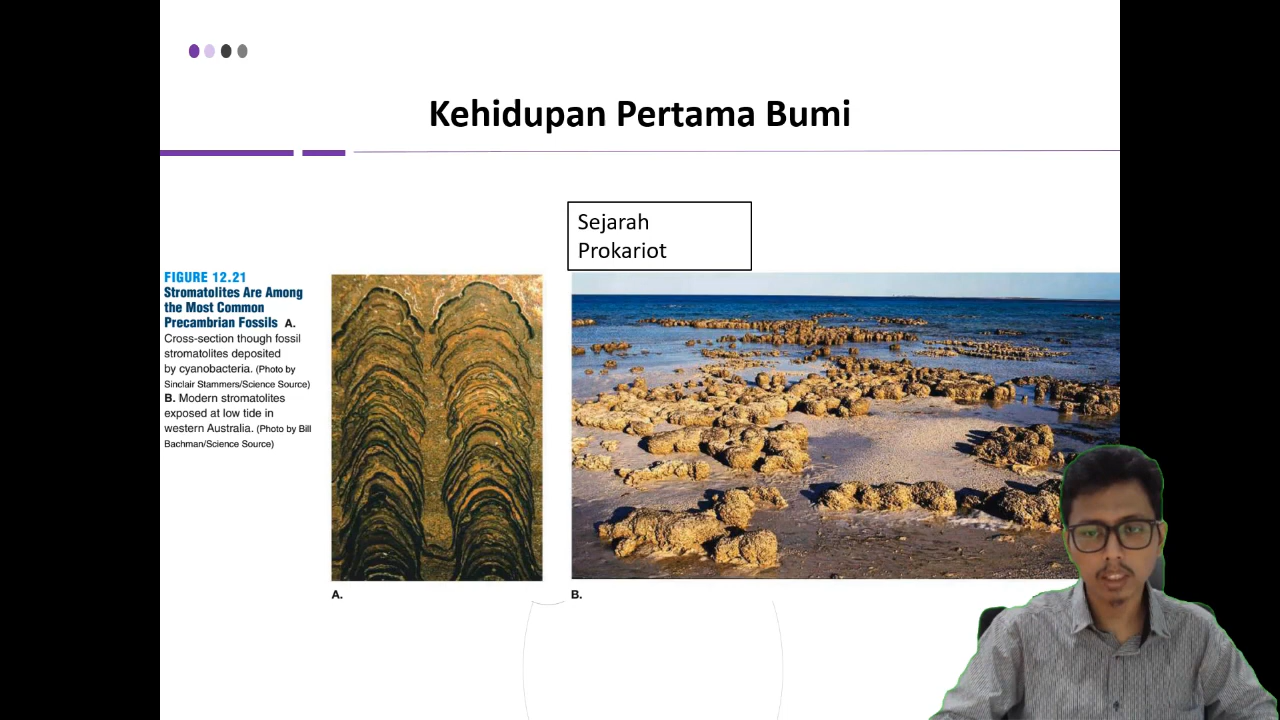 Kehidupan Pertama Bumi
Sejarah
Prokariot
FIGURE 12.21
Stromatolites Are Among
the Most Common
Precambrian Fossils A.
Cross-section though fossil
stromatolites deposited
by cyanobacteria. (Photo by
Sinclair Stammers/Science Source)
B. Modern stromatolites
exposed at low tide in
western Australia. (Photo by Bill
Bachman/Science Source)
A.
B.